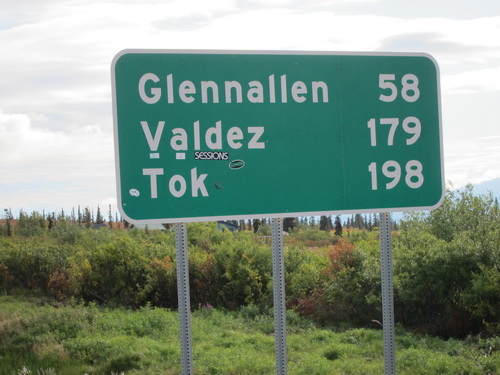 Glennallen 58
Valdez 179
SESSIONS
Tok 198